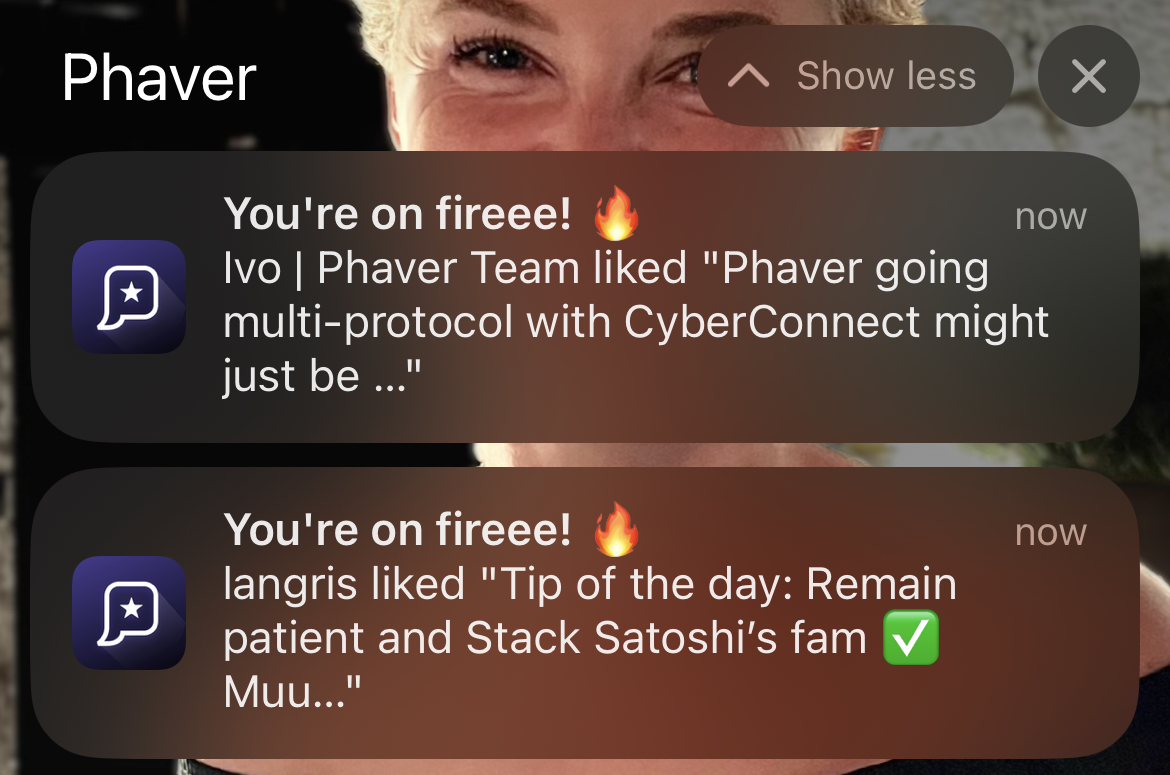 Phaver
Show less
You're on fireee! 🔥
now
Ivo | Phaver Team liked "Phaver going
multi-protocol with CyberConnect might
just be ..."
You're on fireee! 🔥
now
langris liked "Tip of the day: Remain
patient and Stack Satoshi’s fam ✅
Muu..."